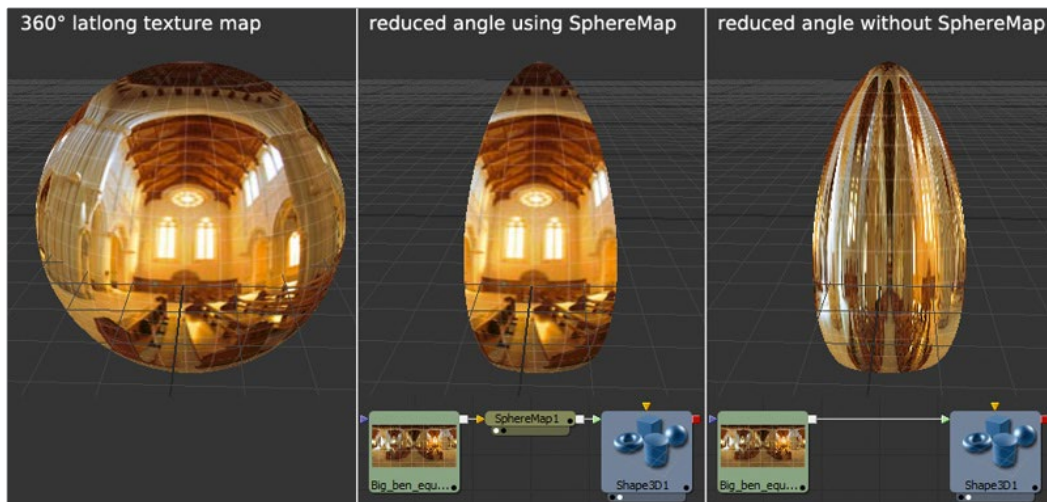 360° latlong texture map
reduced angle using SphereMap
reduced angle without SphereMap
SphereMap1
Big_ben_equ...
Shape3D1
Big_ben_equ...
Shape3D1